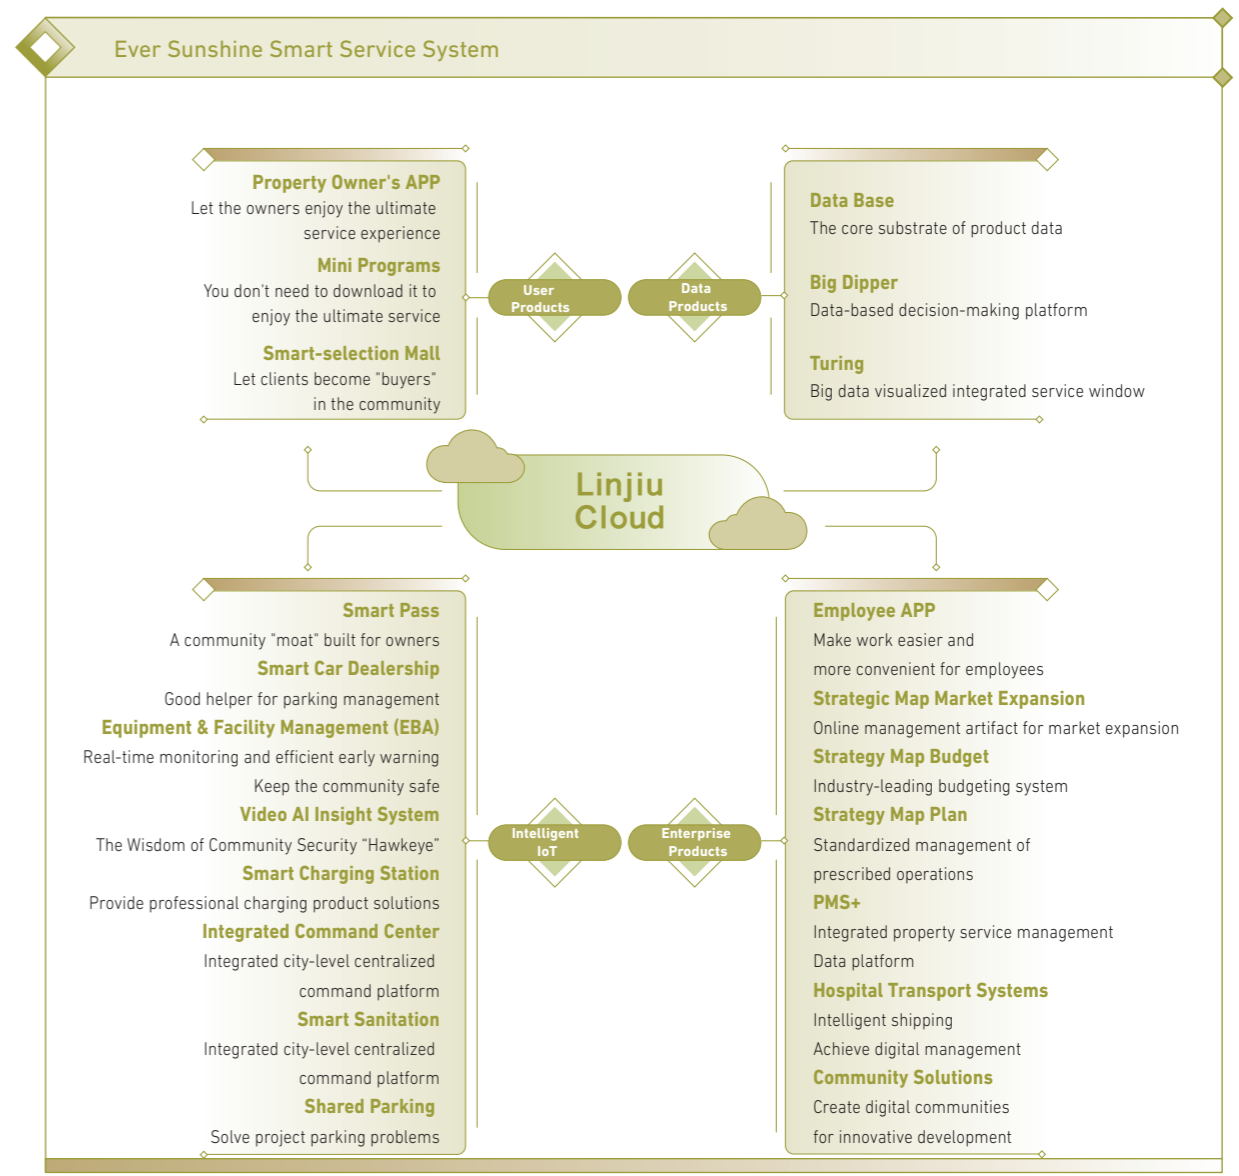 Ever Sunshine Smart Service System
Property Owner's APP
Let the owners enjoy the ultimate
service experience
Mini Programs
You don't need to download it to
enjoy the ultimate service
Smart-selection Mall
Let clients become "buyers"
in the community
User
Products
Data
Products
Data Base
The core substrate of product data
Big Dipper
Data-based decision-making platform
Turing
Big data visualized integrated service window
Linjiu
Cloud
Smart Pass
A community "moat" built for owners
Smart Car Dealership
Good helper for parking management
Equipment & Facility Management (EBA)
Real-time monitoring and efficient early warning
Keep the community safe
Video AI Insight System
The Wisdom of Community Security “Hawkeye”
Smart Charging Station
Provide professional charging product solutions
Integrated Command Center
Integrated city-level centralized
command platform
Smart Sanitation
Integrated city-level centralized
command platform
Shared Parking
Solve project parking problems
Intelligent
IoT
Enterprise
Products
Employee APP
Make work easier and
more convenient for employees
Strategic Map Market Expansion
Online management artifact for market expansion
Strategy Map Budget
Industry-leading budgeting system
Strategy Map Plan
Standardized management of
prescribed operations
PMS+
Integrated property service management
Data platform
Hospital Transport Systems
Intelligent shipping
Achieve digital management
Community Solutions
Create digital communities
for innovative development